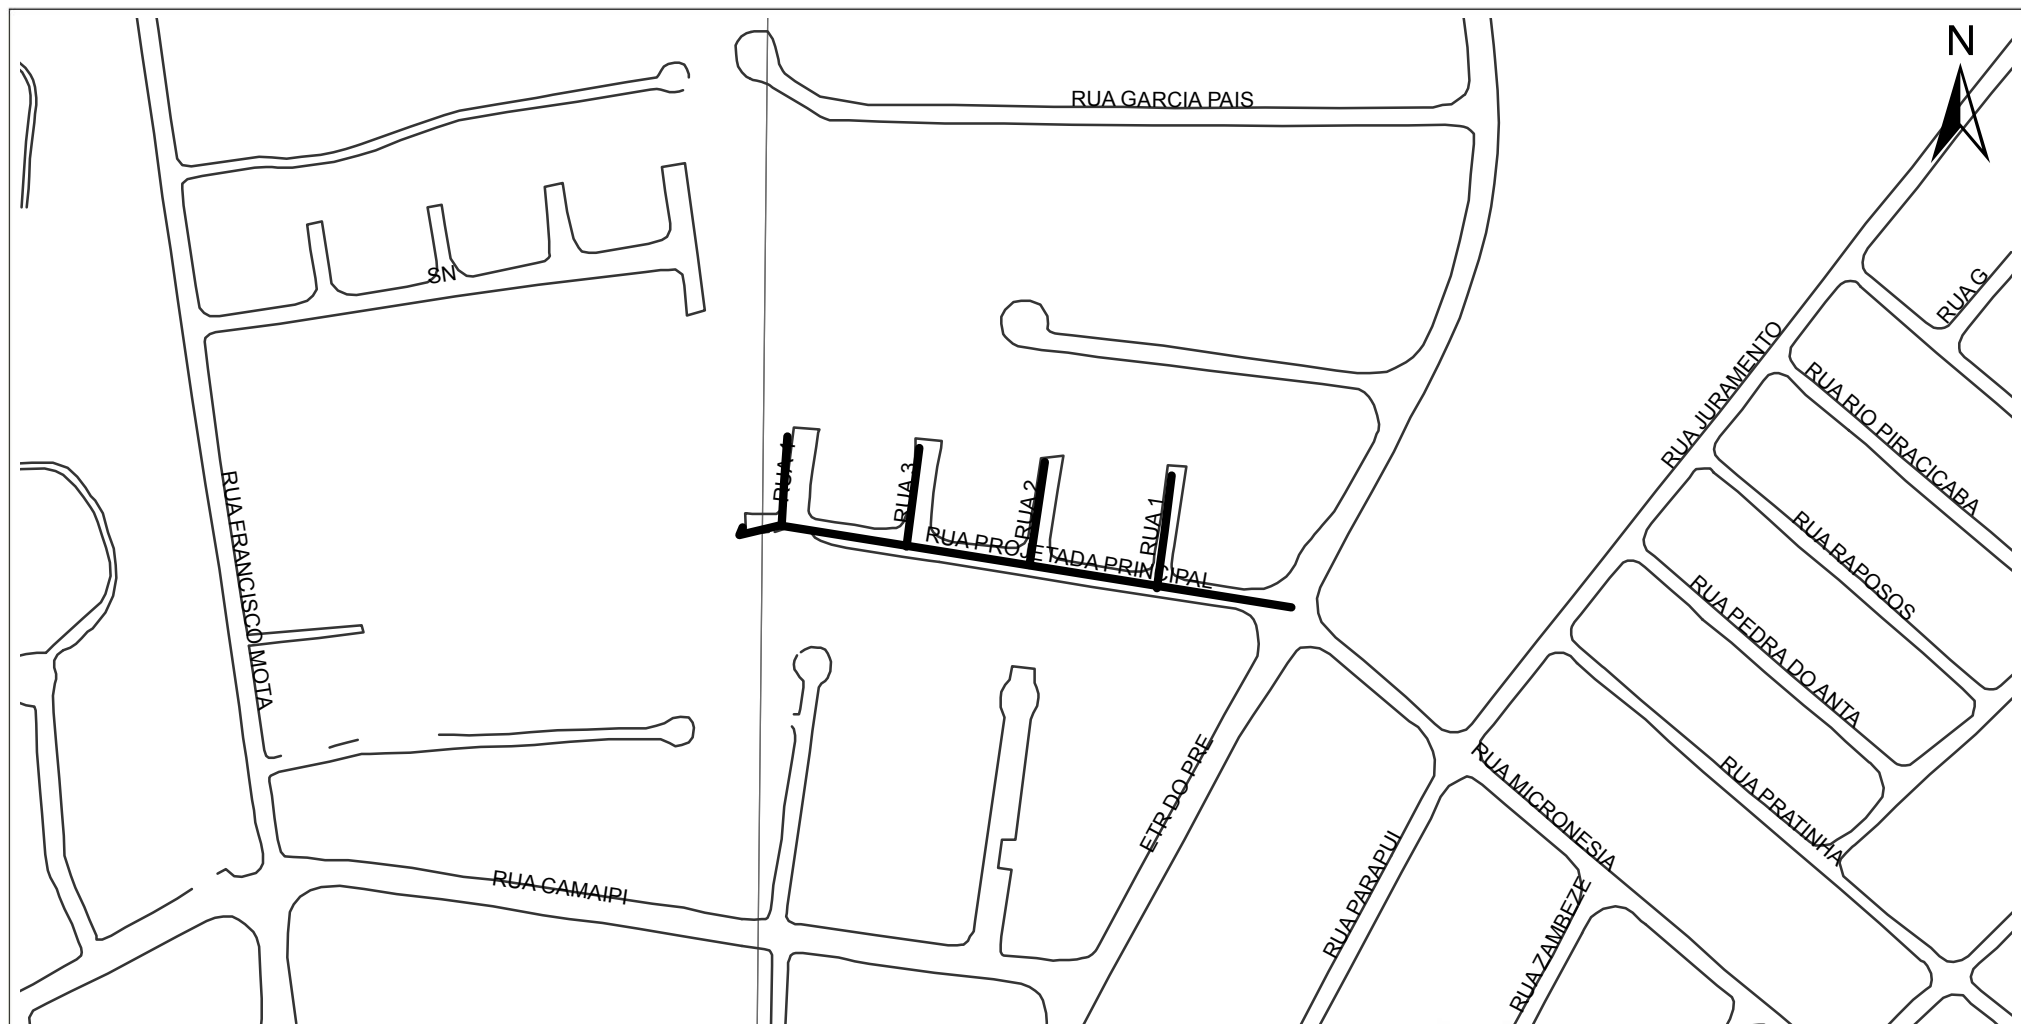 N
RUA GARCIA PAIS
SN
RUA G
RUA JURAMENTO
RUA RIO PIRACICABA
RUA FRANCISCO MOTA
RUA 4
RUA 3
RUA 2
RUA 1
RUA PROJETADA PRINCIPAL
RUA RAPOSOS
RUA PEDRA DO ANTA
ETR DO PRE
RUA MICRONESIA
RUA PRATINHA
RUA PARAPUI
RUA CAMAIPI
RUA ZAMBEZE